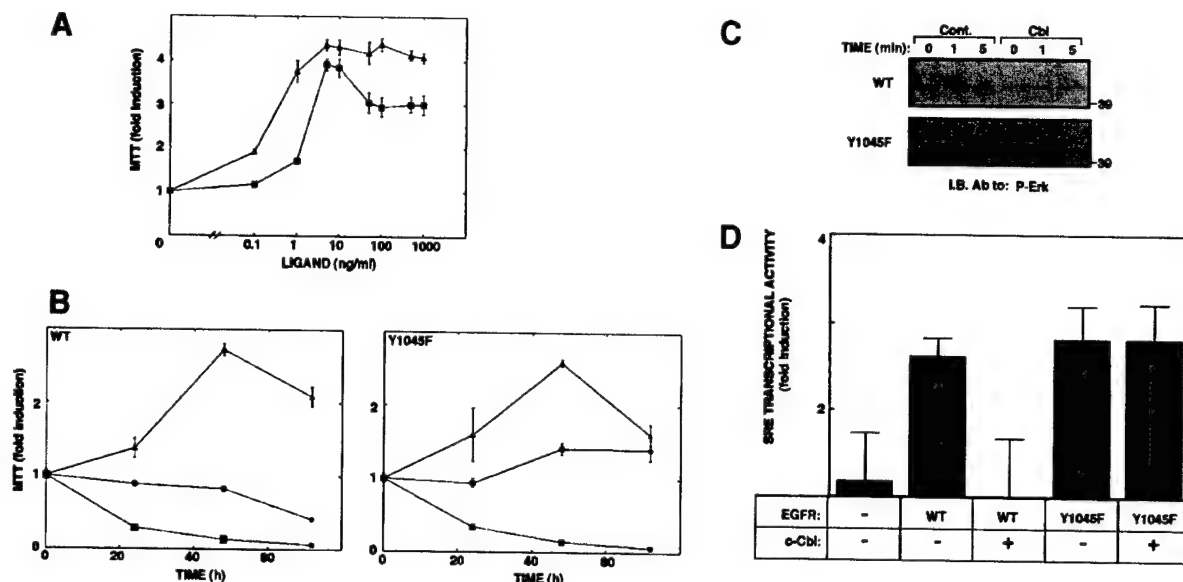 A
MTT (fold Induction)
4
3
2
1
0
0.1 1 10 100 1000
LIGAND (ng/ml)
B
WT
MTT (fold induction)
2
1
0
0 20 40 60 80
TIME (h)
Y1045F
2
1
0
0 20 40 60 80
TIME (h)
C
Cont. Cbl
TIME (min): 0 1 5 0 1 5
WT
39
Y1045F
39
I.B. Ab to: P-Erk
D
SRE TRANSCRIPTIONAL ACTIVITY
(fold Induction)
4
2
EGFR: - WT WT Y1045F Y1045F
c-Cbl: - - + - +